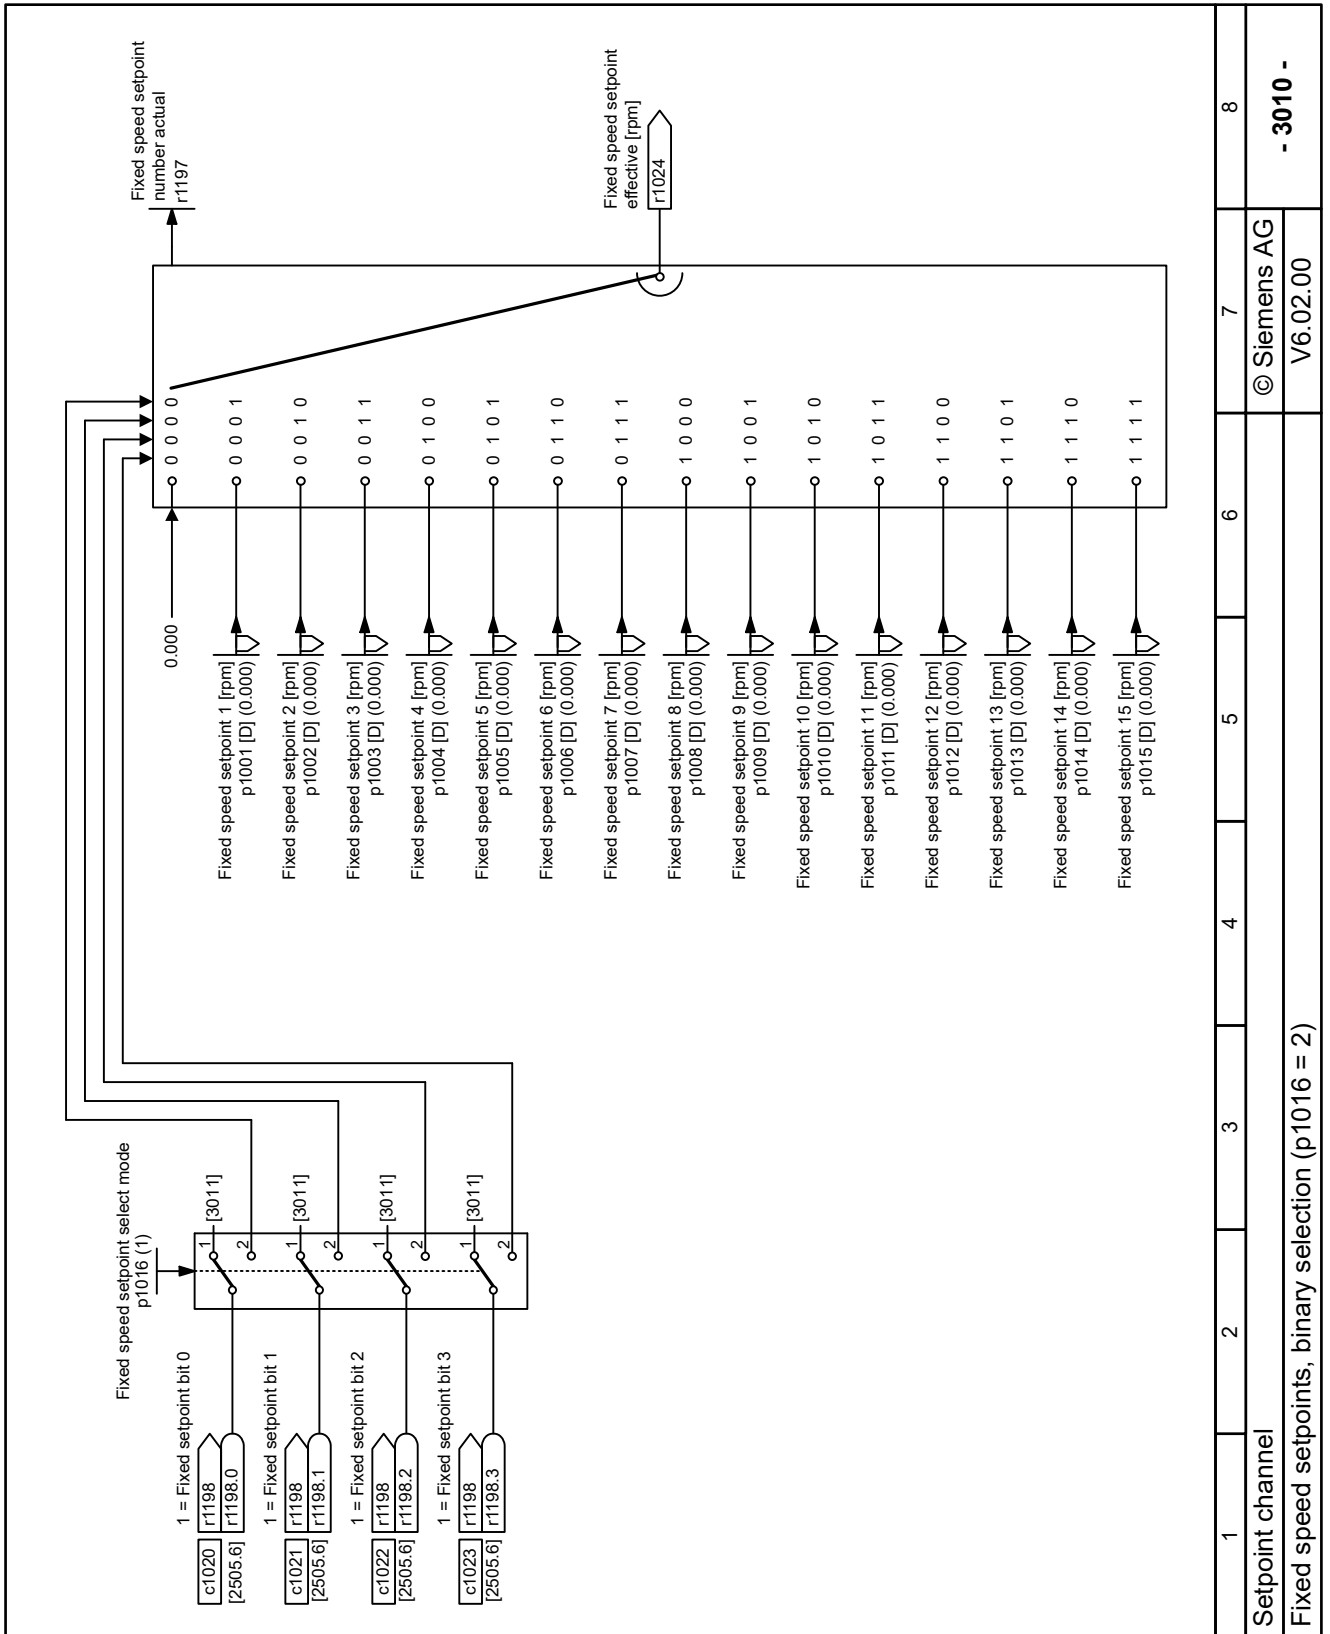 Fixed speed setpoint select mode
p1016 (1)
1 = Fixed setpoint bit 0
c1020
r1198
r1198.0
[2505.6]
1
2
[3011]
1 = Fixed setpoint bit 1
c1021
r1198
r1198.1
[2505.6]
1
2
[3011]
1 = Fixed setpoint bit 2
c1022
r1198
r1198.2
[2505.6]
1
2
[3011]
1 = Fixed setpoint bit 3
c1023
r1198
r1198.3
[2505.6]
1
2
[3011]
0.000
0 0 0 0
Fixed speed setpoint 1 [rpm]
p1001 [D] (0.000)
0 0 0 1
Fixed speed setpoint 2 [rpm]
p1002 [D] (0.000)
0 0 1 0
Fixed speed setpoint 3 [rpm]
p1003 [D] (0.000)
0 0 1 1
Fixed speed setpoint 4 [rpm]
p1004 [D] (0.000)
0 1 0 0
Fixed speed setpoint 5 [rpm]
p1005 [D] (0.000)
0 1 0 1
Fixed speed setpoint 6 [rpm]
p1006 [D] (0.000)
0 1 1 0
Fixed speed setpoint 7 [rpm]
p1007 [D] (0.000)
0 1 1 1
Fixed speed setpoint 8 [rpm]
p1008 [D] (0.000)
1 0 0 0
Fixed speed setpoint 9 [rpm]
p1009 [D] (0.000)
1 0 0 1
Fixed speed setpoint 10 [rpm]
p1010 [D] (0.000)
1 0 1 0
Fixed speed setpoint 11 [rpm]
p1011 [D] (0.000)
1 0 1 1
Fixed speed setpoint 12 [rpm]
p1012 [D] (0.000)
1 1 0 0
Fixed speed setpoint 13 [rpm]
p1013 [D] (0.000)
1 1 0 1
Fixed speed setpoint 14 [rpm]
p1014 [D] (0.000)
1 1 1 0
Fixed speed setpoint 15 [rpm]
p1015 [D] (0.000)
1 1 1 1
Fixed speed setpoint
number actual
r1197
Fixed speed setpoint
effective [rpm]
r1024
1 2 3 4 5 6 7 8
Setpoint channel
© Siemens AG
- 3010 -
Fixed speed setpoints, binary selection (p1016 = 2)
V6.02.00